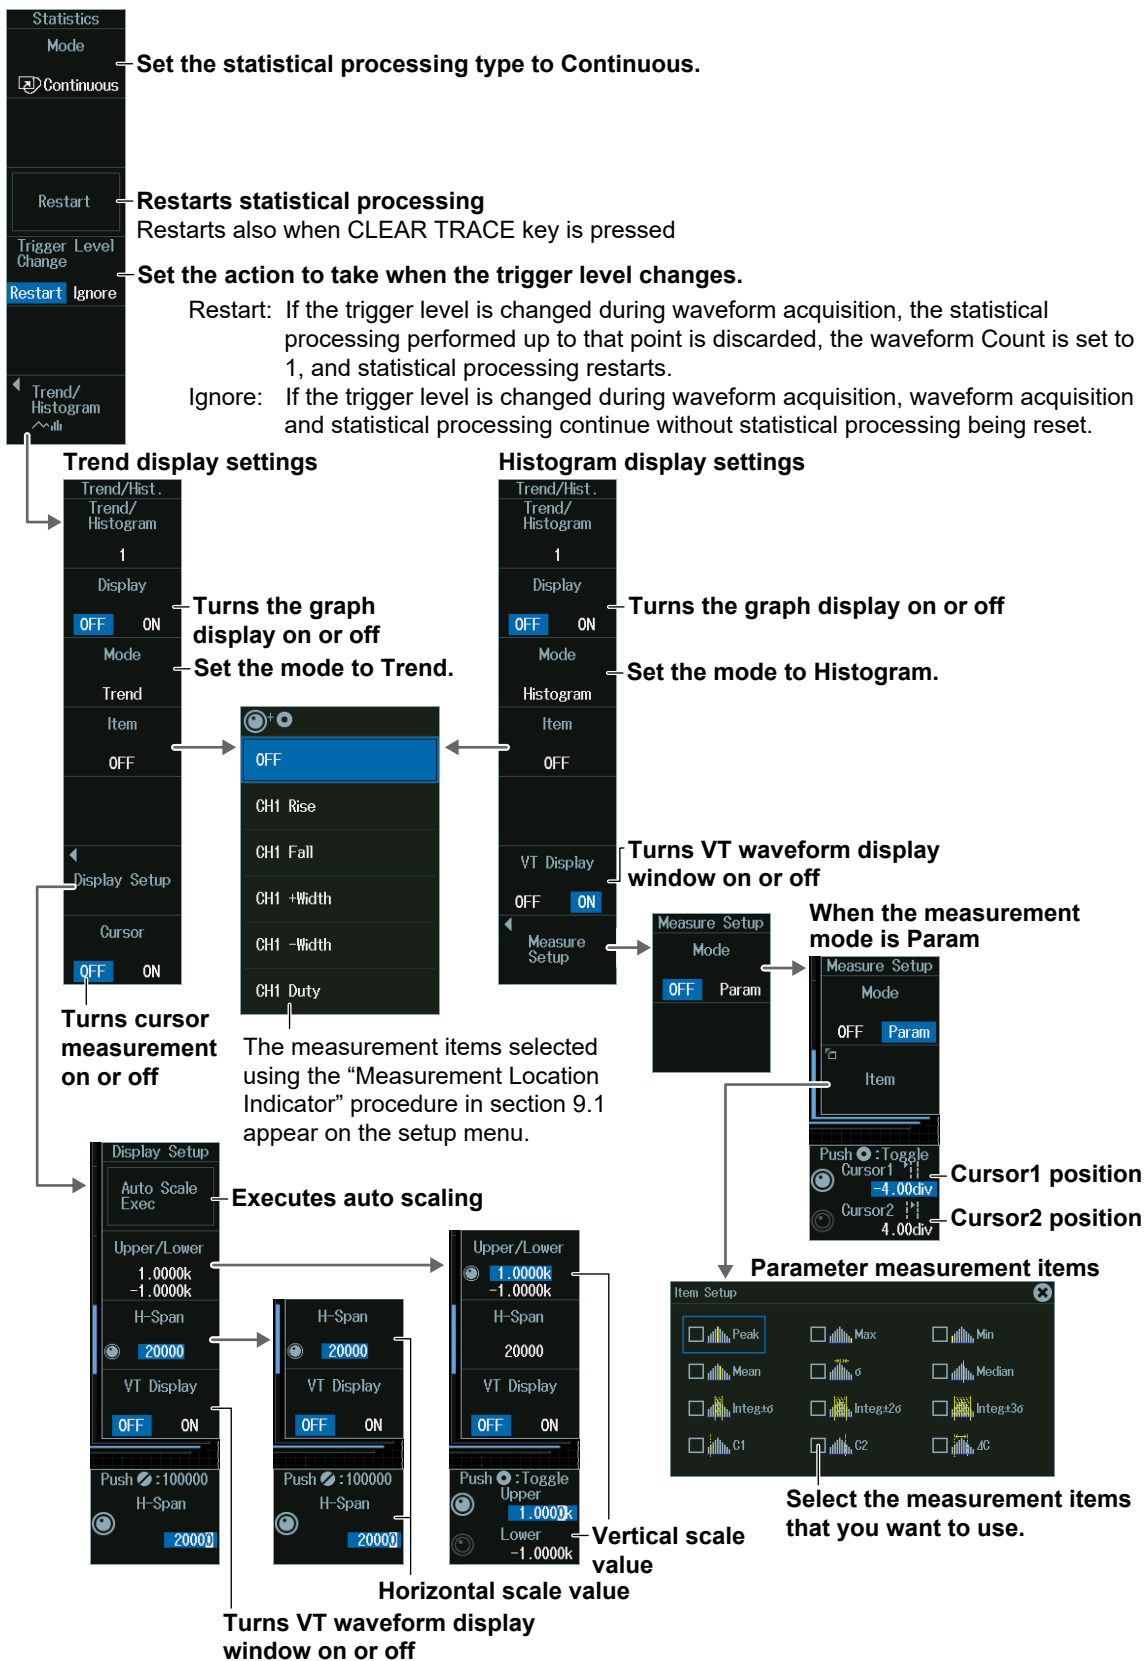 Statistics
Mode
Continuous
Set the statistical processing type to Continuous.
Restart
Restarts statistical processing
Restarts also when CLEAR TRACE key is pressed
Trigger Level
Change
Restart Ignore
Set the action to take when the trigger level changes.
Restart: If the trigger level is changed during waveform acquisition, the statistical
processing performed up to that point is discarded, the waveform Count is set to
1, and statistical processing restarts.
Ignore: If the trigger level is changed during waveform acquisition, waveform acquisition
and statistical processing continue without statistical processing being reset.
Trend/
Histogram
Trend display settings
Trend/Hist.
Trend/
Histogram
1
Display
OFF ON
Turns the graph
display on or off
Mode
Trend
Set the mode to Trend.
Item
OFF
Display Setup
Cursor
OFF ON
Turns cursor
measurement
on or off
OFF
CH1 Rise
CH1 Fall
CH1 +Width
CH1 -Width
CH1 Duty
The measurement items selected
using the “Measurement Location
Indicator” procedure in section 9.1
appear on the setup menu.
Histogram display settings
Trend/Hist.
Trend/
Histogram
1
Display
OFF ON
Turns the graph display on or off
Mode
Histogram
Set the mode to Histogram.
Item
OFF
VT Display
OFF ON
Turns VT waveform display
window on or off
Measure
Setup
Measure Setup
Mode
OFF Param
When the measurement
mode is Param
Measure Setup
Mode
OFF Param
Item
Push :Toggle
Cursor1
-4.00div
Cursor1 position
Cursor2
4.00div
Cursor2 position
Display Setup
Auto Scale
Exec
Executes auto scaling
Upper/Lower
1.0000k
-1.0000k
H-Span
20000
VT Display
OFF ON
Push :100000
H-Span
20000
H-Span
20000
VT Display
OFF ON
Push :100000
H-Span
20000
Upper/Lower
1.0000k
-1.0000k
H-Span
20000
VT Display
OFF ON
Push :Toggle
Upper
1.0000k
Lower
-1.0000k
Vertical scale
value
Horizontal scale value
Turns VT waveform display
window on or off
Parameter measurement items
Item Setup
Peak Max Min
Mean σ Median
Integ±σ Integ±2σ Integ±3σ
C1 C2 ΔC
Select the measurement items
that you want to use.